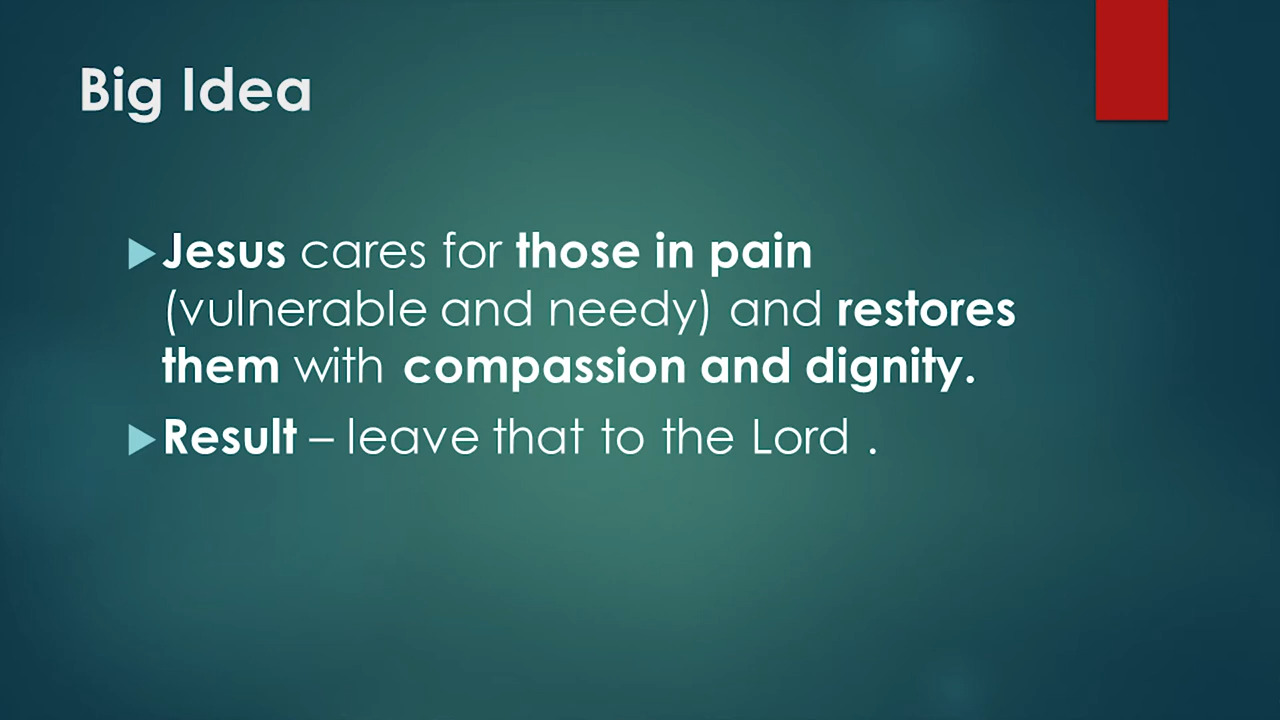 Big Idea
Jesus cares for those in pain
(vulnerable and needy) and restores
them with compassion and dignity.
Result – leave that to the Lord .